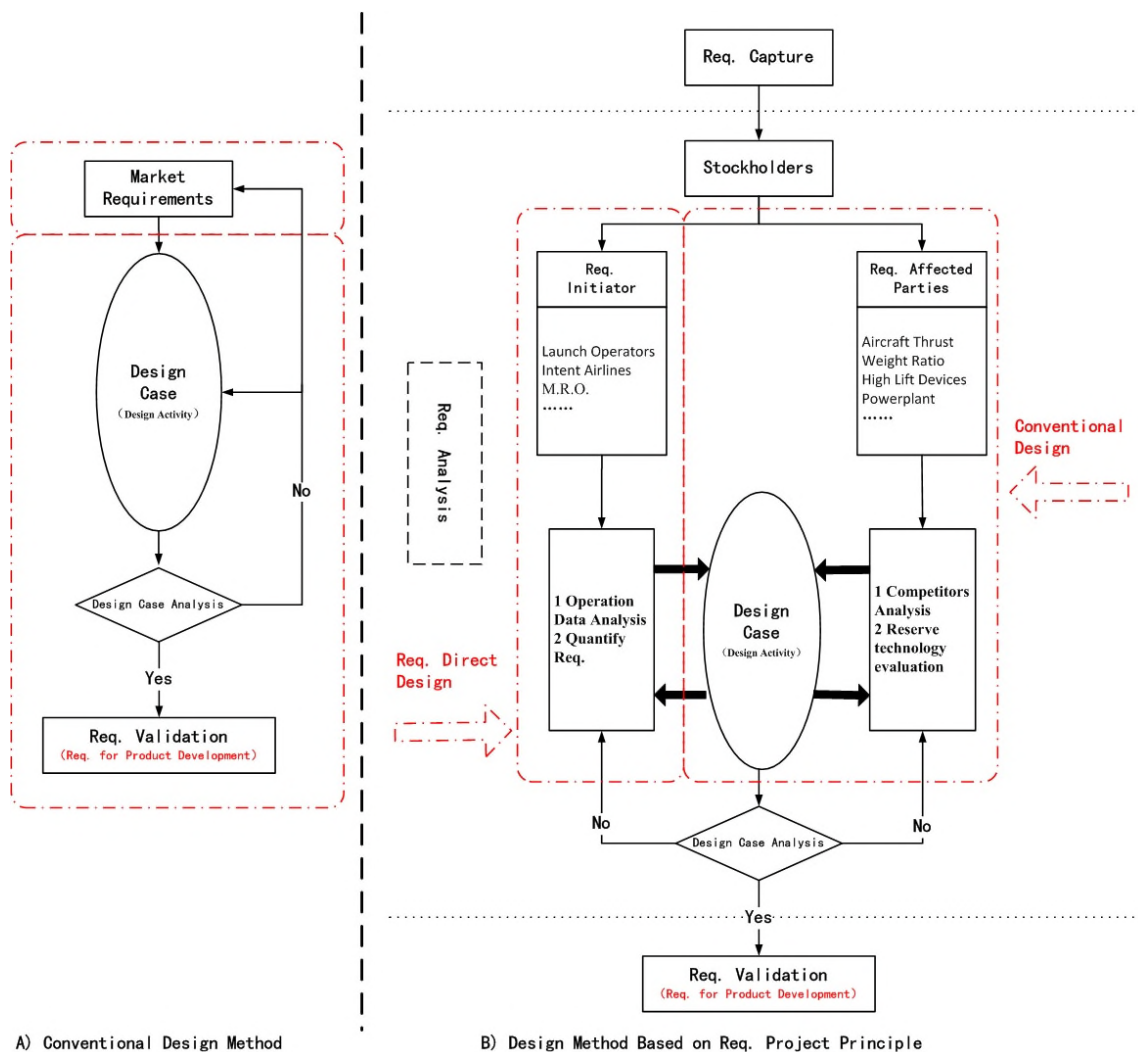 Market
Requirements
Design
Case
(Design Activity)
No
Design Case Analysis
Yes
Req. Validation
(Req. for Product Development)
A) Conventional Design Method
Req. Capture
Stockholders
Req.
Initiator
Launch Operators
Intent Airlines
M.R.O.
......
Req. Affected
Parties
Aircraft Thrust
Weight Ratio
High Lift Devices
Powerplant
......
Req. Analysis
Conventional
Design
1 Operation
Data Analysis
2 Quantify
Req.
Design
Case
(Design Activity)
1 Competitors
Analysis
2 Reserve
technology
evaluation
Req. Direct
Design
No
No
Design Case Analysis
Yes
Req. Validation
(Req. for Product Development)
B) Design Method Based on Req. Project Principle